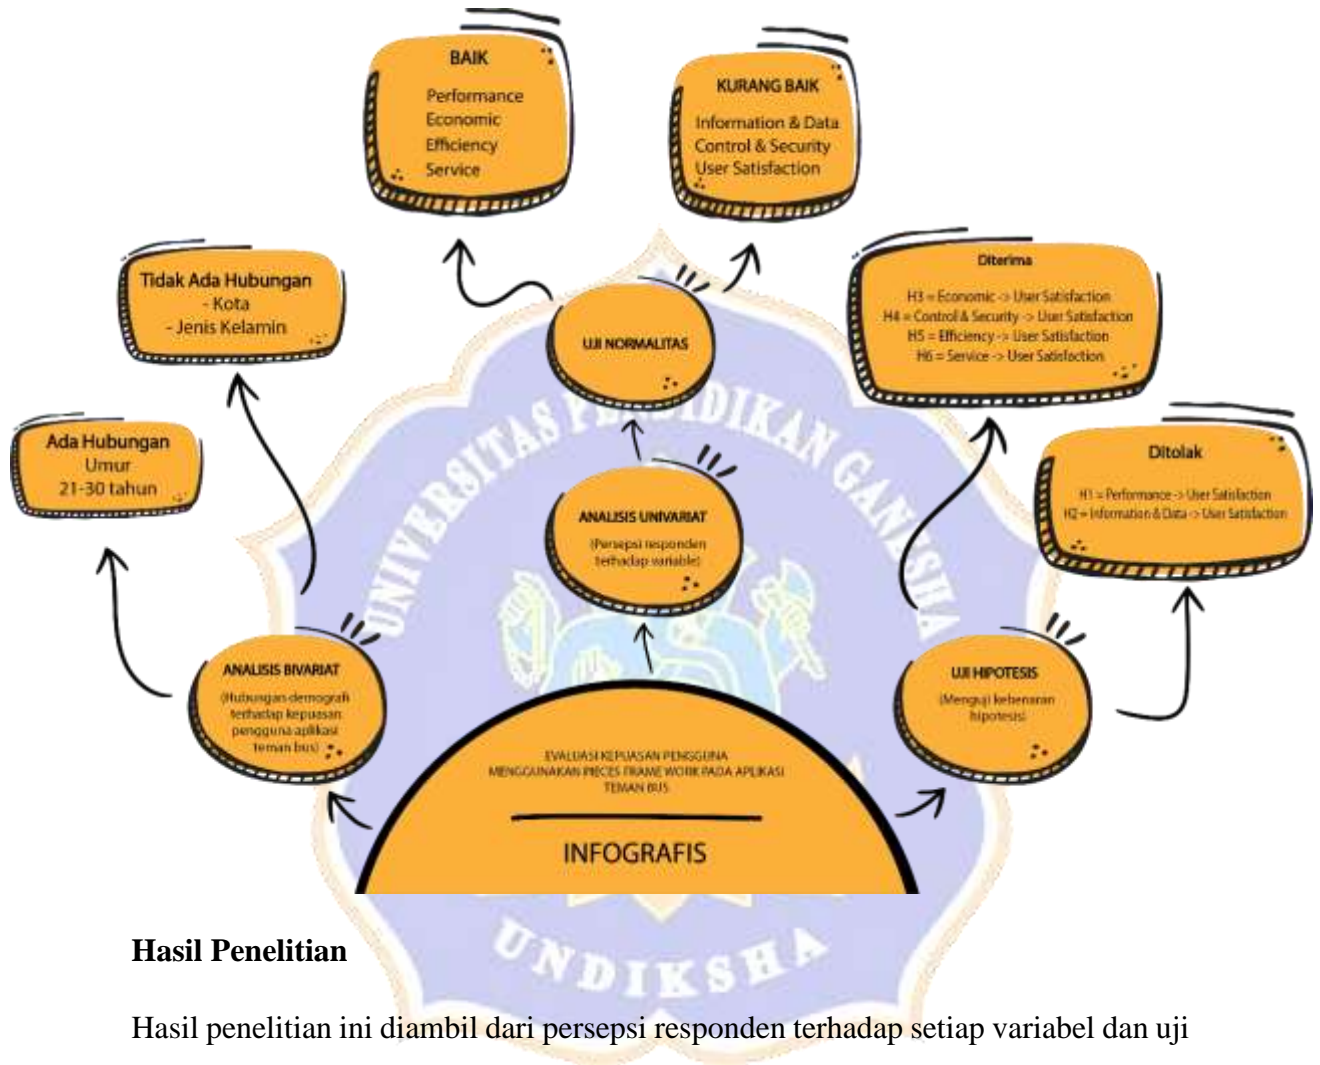 BAIK
Performance
Economic
Efficiency
Service
KURANG BAIK
Information & Data
Control & Security
User Satisfaction
Tidak Ada Hubungan
- Kota
- Jenis Kelamin
UJI NORMALITAS
Diterima
H3 = Economic -> User Satisfaction
H4 = Control & Security -> User Satisfaction
H5 = Efficiency -> User Satisfaction
H6 = Service -> User Satisfaction
Ada Hubungan
Umur
21-30 tahun
Ditolak
H1 = Performance -> User Satisfaction
H2 = Information & Data -> User Satisfaction
ANALISIS UNIVARIAT
(Persepsi responden
terhadap variable)
ANALISIS BIVARIAT
(Hubungan demografi
terhadap kepuasan
pengguna aplikasi
teman bus)
UJI HIPOTESIS
(Menguji kebenaran
hipotesis)
EVALUASI KEPUASAN PENGGUNA
MENGGUNAKAN PIECES FRAME WORK PADA APLIKASI
TEMAN BUS
INFOGRAFIS
UNIVERSITAS PENDIDIKAN GANESHA
UNDIKSHA
Hasil Penelitian
Hasil penelitian ini diambil dari persepsi responden terhadap setiap variabel dan uji